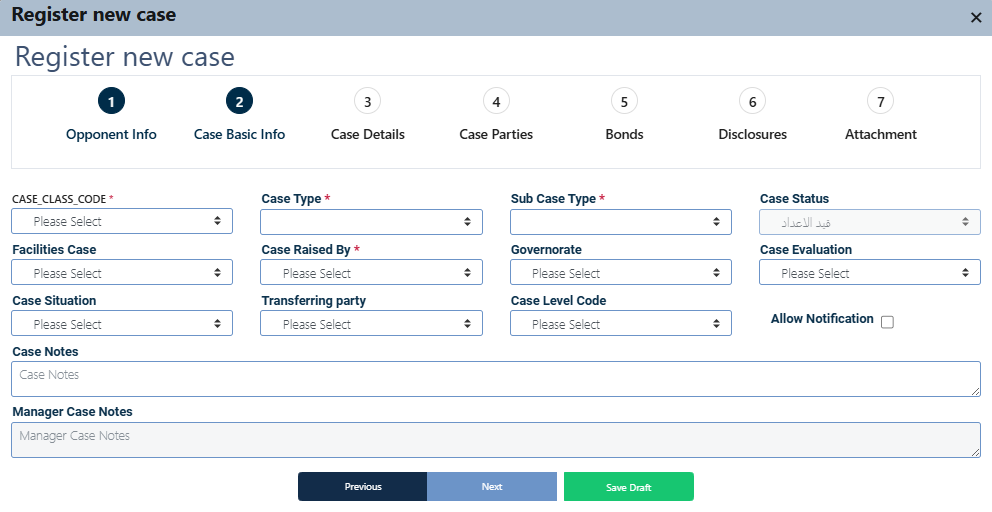 Register new case
×
Register new case
1 2 3 4 5 6 7
Opponent Info Case Basic Info Case Details Case Parties Bonds Disclosures Attachment
CASE_CLASS_CODE * Case Type * Sub Case Type * Case Status
Please Select قيد الاعداد
Facilities Case Case Raised By * Governorate Case Evaluation
Please Select Please Select Please Select Please Select
Case Situation Transferring party Case Level Code Allow Notification
Please Select Please Select Please Select
Case Notes
Case Notes
Manager Case Notes
Manager Case Notes
Previous Next Save Draft